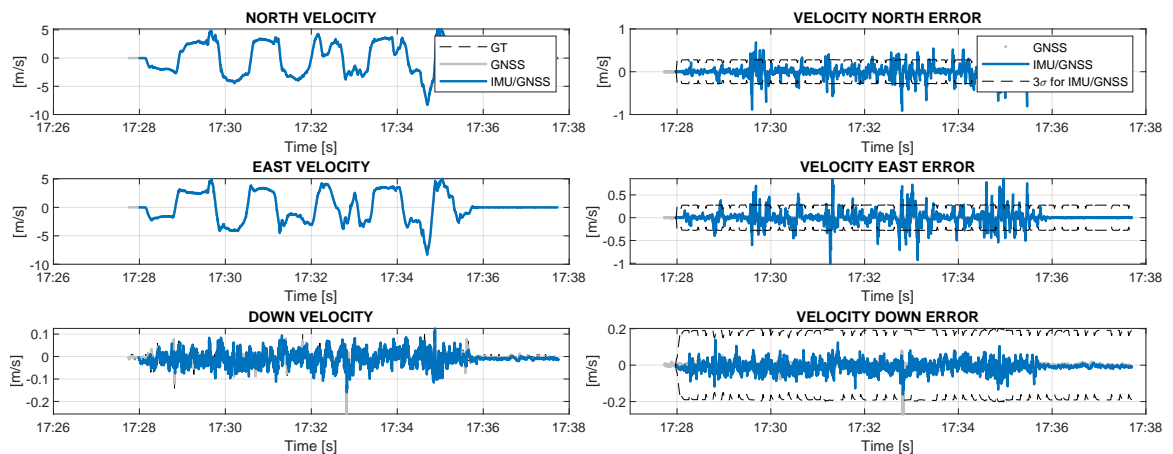 NORTH VELOCITY
5
0
-5
-10
[m/s]
17:26 17:28 17:30 17:32 17:34 17:36 17:38
Time [s]
GT
GNSS
IMU/GNSS
VELOCITY NORTH ERROR
1
0
-1
[m/s]
17:28 17:30 17:32 17:34 17:36 17:38
Time [s]
GNSS
IMU/GNSS
3σ for IMU/GNSS
EAST VELOCITY
5
0
-5
-10
[m/s]
17:26 17:28 17:30 17:32 17:34 17:36 17:38
Time [s]
VELOCITY EAST ERROR
0.5
0
-0.5
-1
[m/s]
17:28 17:30 17:32 17:34 17:36 17:38
Time [s]
DOWN VELOCITY
0.1
0
-0.1
-0.2
[m/s]
17:26 17:28 17:30 17:32 17:34 17:36 17:38
Time [s]
VELOCITY DOWN ERROR
0.2
0
-0.2
[m/s]
17:28 17:30 17:32 17:34 17:36 17:38
Time [s]